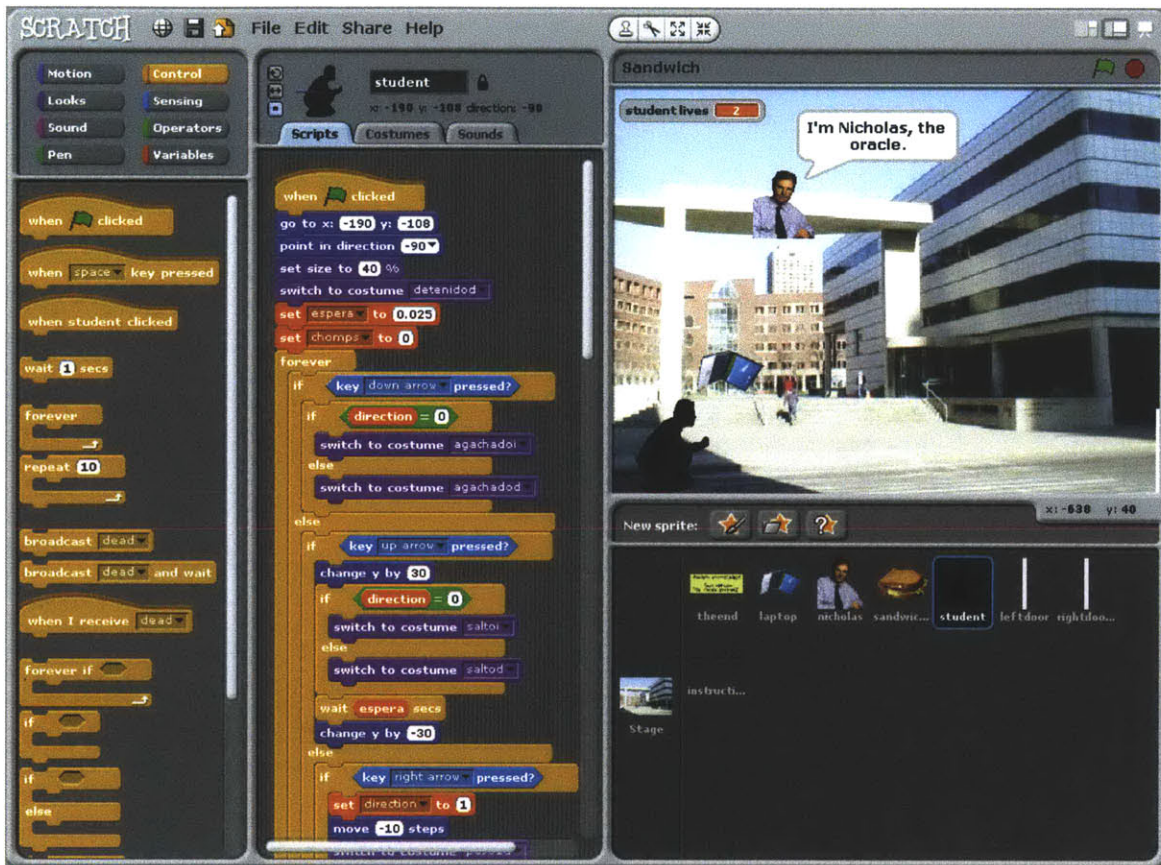 SCRATCH File Edit Share Help
Motion Control
Looks Sensing
Sound Operators
Pen Variables
when clicked
when space key pressed
when student clicked
wait 1 secs
forever
repeat 10
broadcast dead
broadcast dead and wait
when I receive dead
forever if
if
if
else
student
x: -190 y: -108 direction: -90
Scripts Costumes Sounds
when clicked
go to x: -190 y: -108
point in direction -90
set size to 40 %
switch to costume detenidod
set espera to 0.025
set chomps to 0
forever
if key down arrow pressed?
if direction = 0
switch to costume agachadoi
else
switch to costume agachadod
else
if key up arrow pressed?
change y by 30
if direction = 0
switch to costume saltoi
else
switch to costume saltod
wait espera secs
change y by -30
else
if key right arrow pressed?
set direction to 1
move -10 steps
switch to costume
Sandwich
student lives 2
I'm Nicholas, the
oracle.
x: -638 y: 40
New sprite:
theend laptop nicholas sandwic... student leftdoor rightdoo...
instructi...
Stage